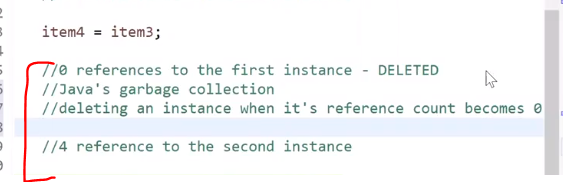 item4 = item3;
//0 references to the first instance - DELETED
//Java's garbage collection
//deleting an instance when it's reference count becomes 0
//4 reference to the second instance